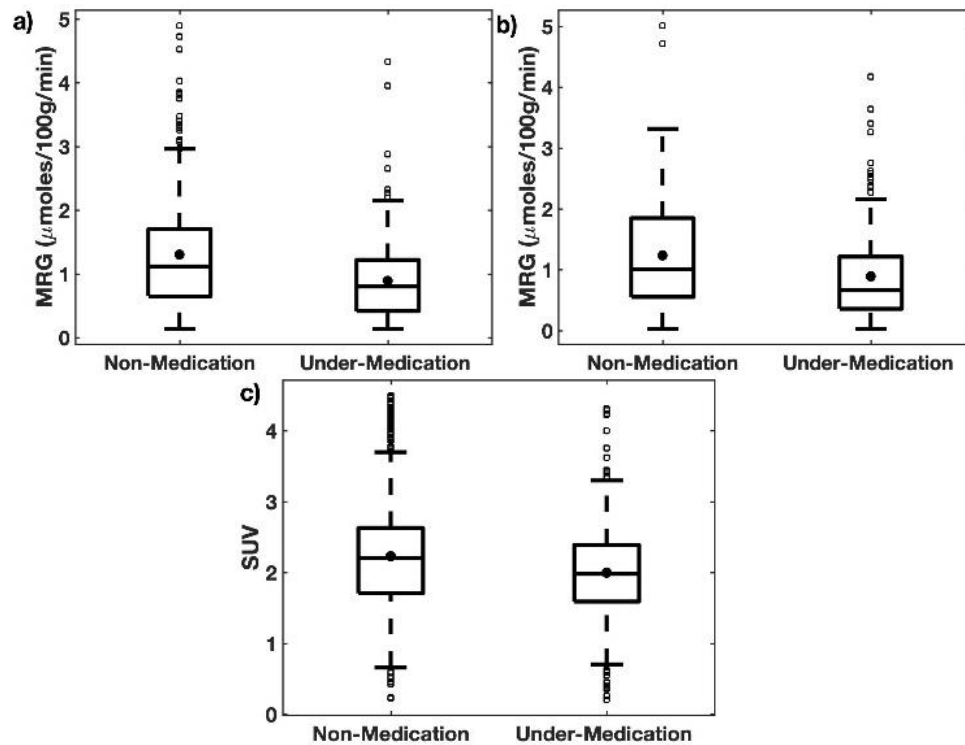 a)
MRG (μmoles/100g/min)
5
4
3
2
1
0
Non-Medication Under-Medication
b)
MRG (μmoles/100g/min)
5
4
3
2
1
0
Non-Medication Under-Medication
c)
SUV
4
3
2
1
0
Non-Medication Under-Medication